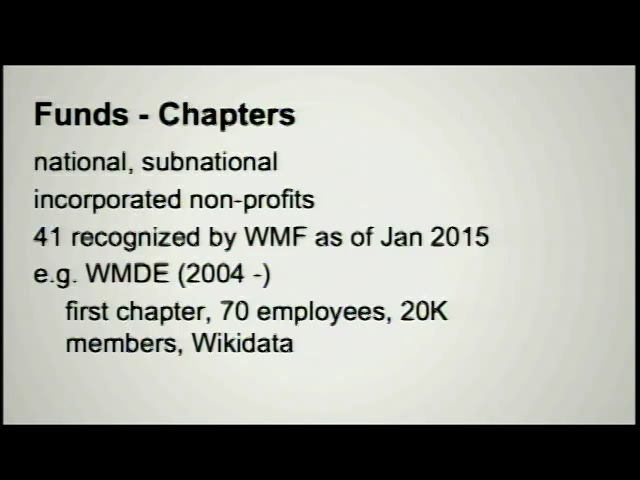 Funds - Chapters
national, subnational
incorporated non-profits
41 recognized by WMF as of Jan 2015
e.g. WMDE (2004 -)
first chapter, 70 employees, 20K
members, Wikidata